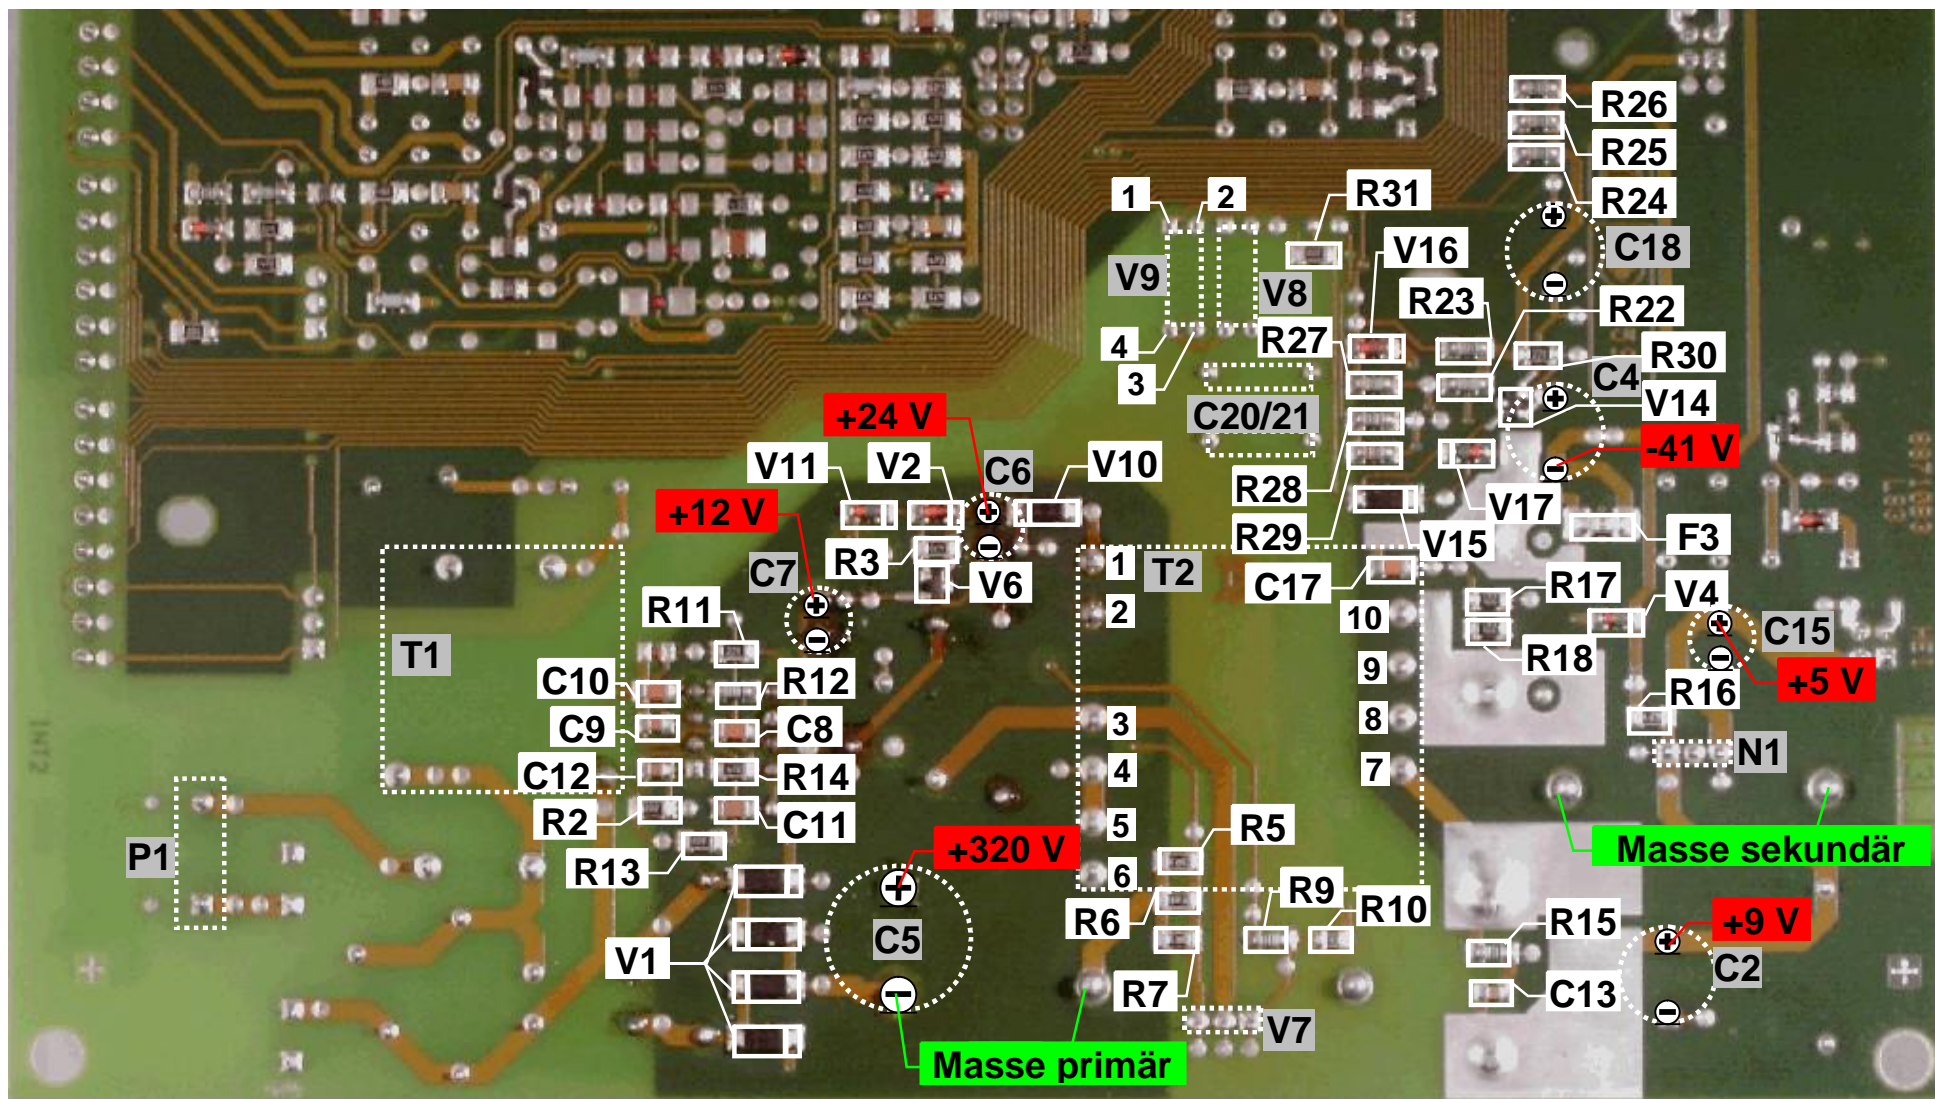 R26
R25
R24
1
2
R31
V16
C18
V9
V8
R23
R22
4
R27
R30
3
C4
+24 V
C20/21
V14
-41 V
V11
V2
C6
V10
R28
+12 V
V17
R29
F3
V15
C7
R3
1
T2
C17
V6
R17
V4
R11
2
10
C15
T1
R18
9
C10
R12
R16
+5 V
C9
C8
3
8
INT2
N1
C12
R14
4
7
R2
C11
5
R5
+320 V
P1
Masse sekundär
R13
6
R6
R9
R10
+9 V
C5
R15
V1
C2
R7
C13
V7
Masse primär